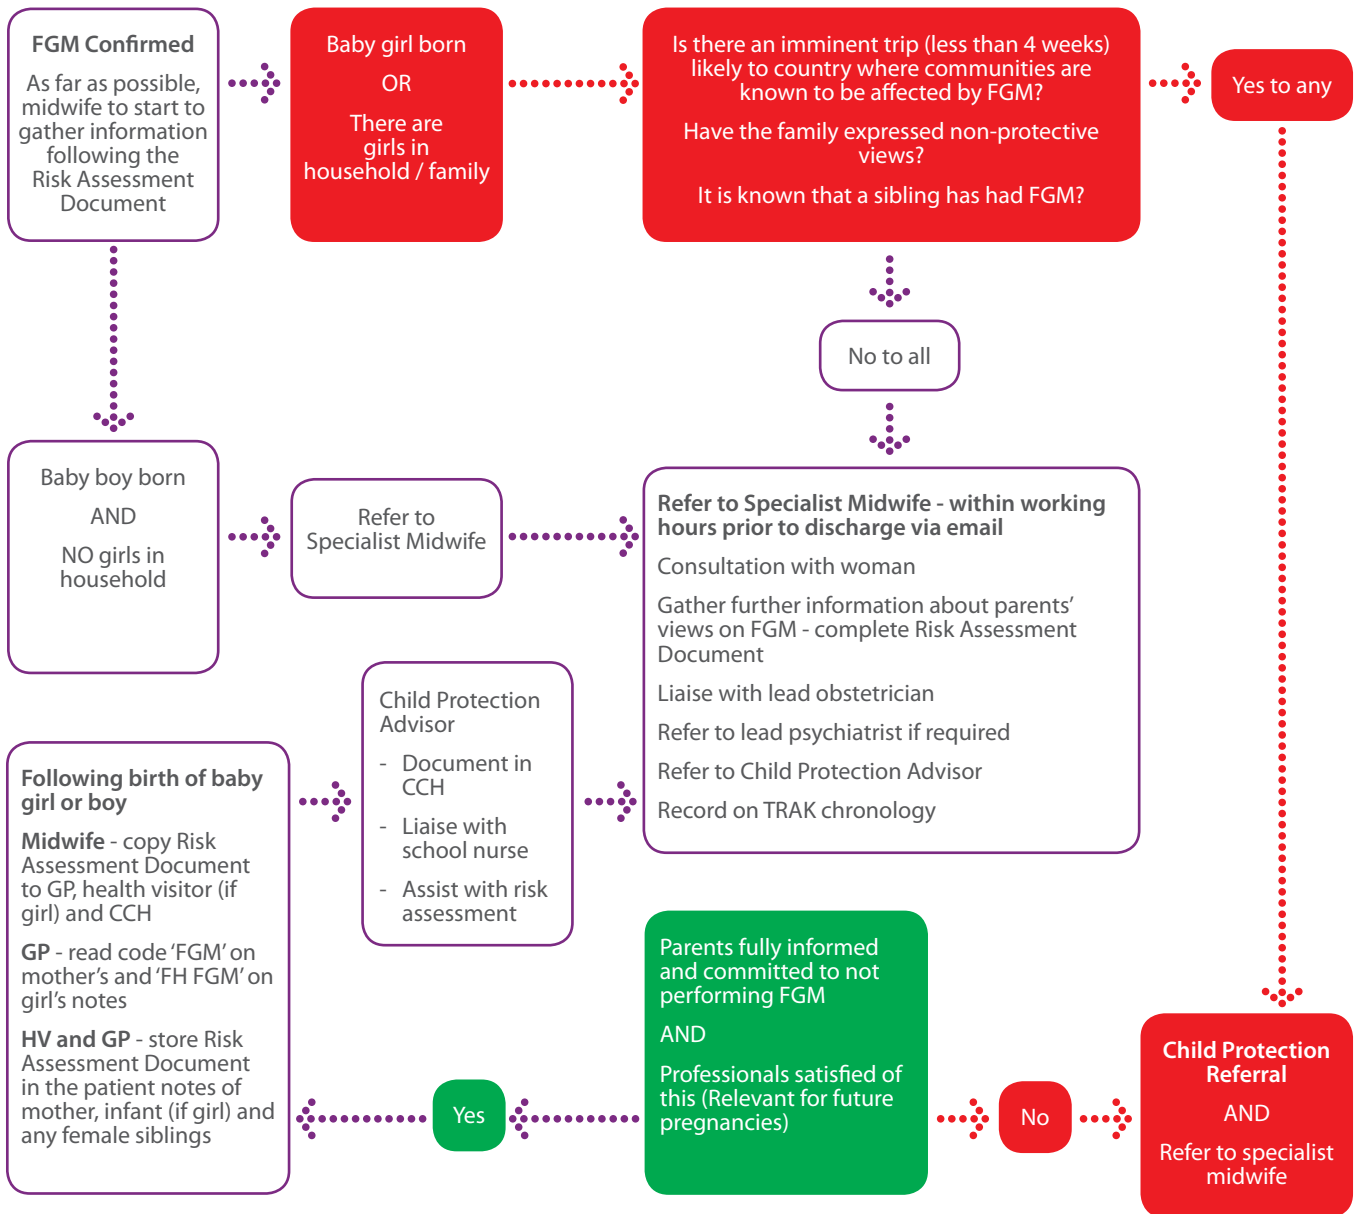 FGM Confirmed
As far as possible,
midwife to start to
gather information
following the
Risk Assessment
Document
Baby girl born
OR
There are
girls in
household / family
Is there an imminent trip (less than 4 weeks)
likely to country where communities are
known to be affected by FGM?
Have the family expressed non-protective
views?
It is known that a sibling has had FGM?
Yes to any
No to all
Baby boy born
AND
NO girls in
household
Refer to
Specialist Midwife
Refer to Specialist Midwife - within working
hours prior to discharge via email
Consultation with woman
Gather further information about parents’
views on FGM - complete Risk Assessment
Document
Liaise with lead obstetrician
Refer to lead psychiatrist if required
Refer to Child Protection Advisor
Record on TRAK chronology
Child Protection
Advisor
- Document in
CCH
- Liaise with
school nurse
- Assist with risk
assessment
Following birth of baby
girl or boy
Midwife - copy Risk
Assessment Document
to GP, health visitor (if
girl) and CCH
GP - read code ‘FGM’ on
mother’s and ‘FH FGM’ on
girl’s notes
HV and GP - store Risk
Assessment Document
in the patient notes of
mother, infant (if girl) and
any female siblings
Yes
Parents fully informed
and committed to not
performing FGM
AND
Professionals satisfied of
this (Relevant for future
pregnancies)
No
Child Protection
Referral
AND
Refer to specialist
midwife